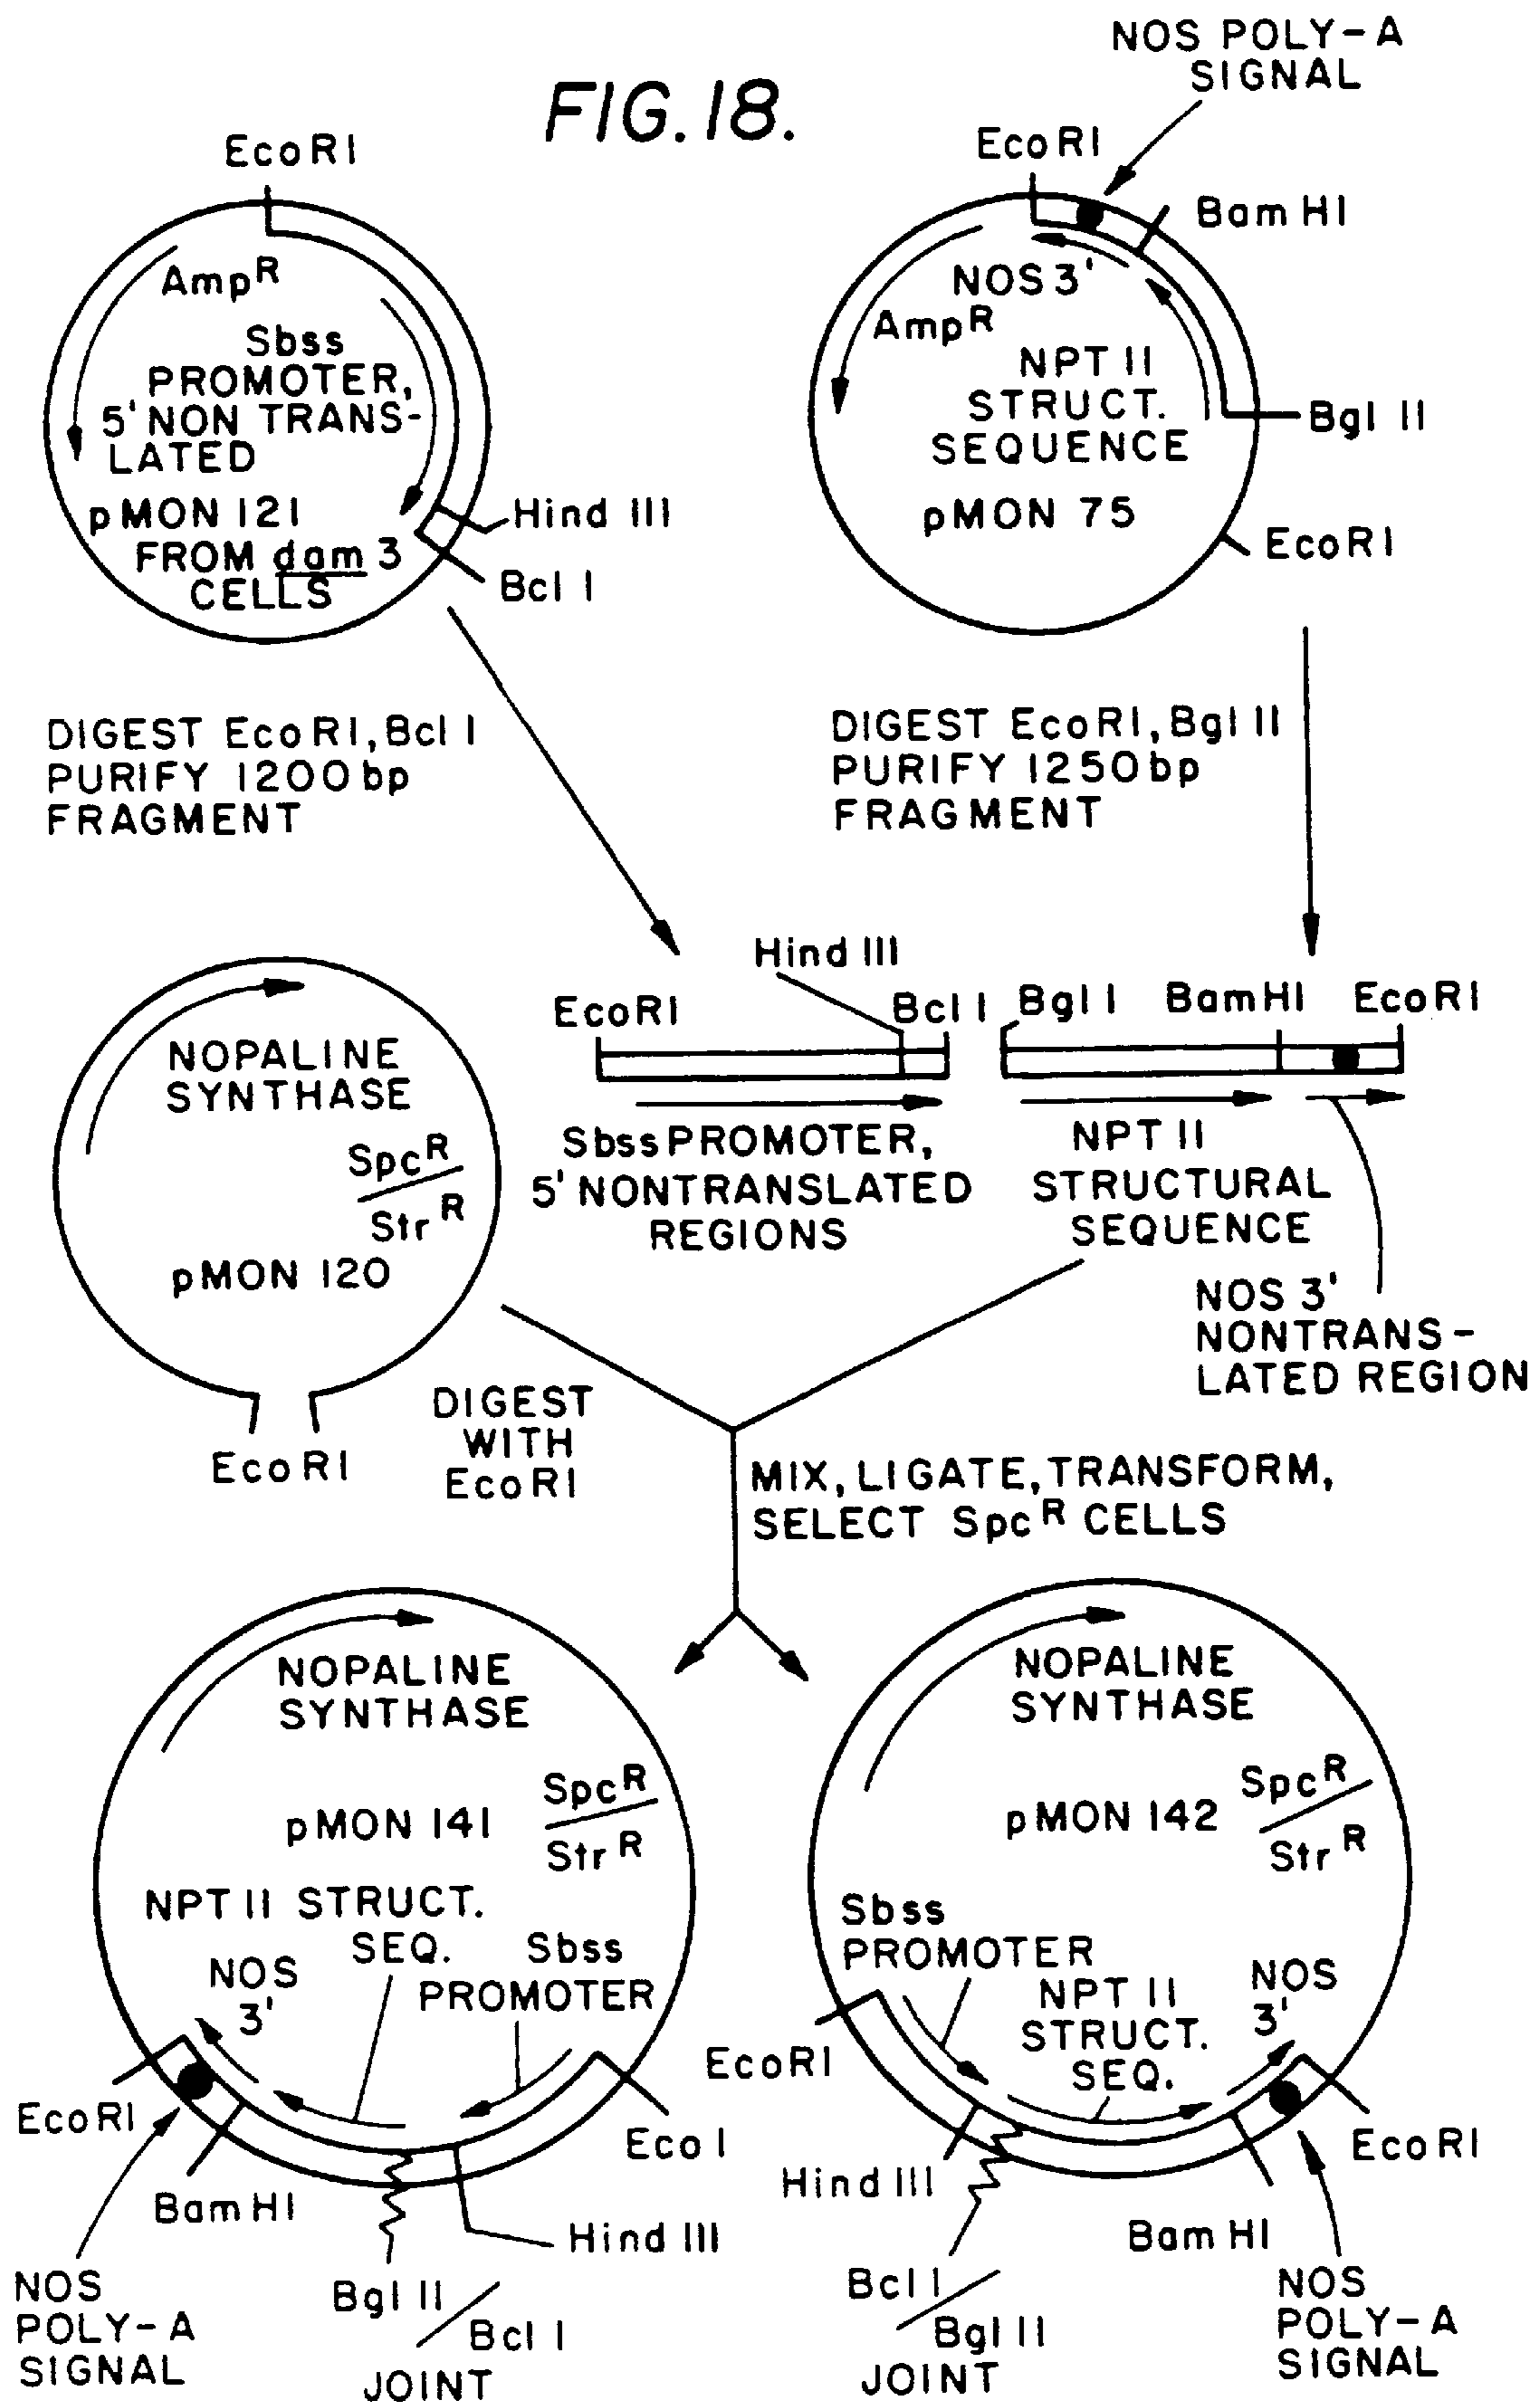 FIG. 18.
EcoRI
AmpR
Sbss
PROMOTER,
5' NON TRANS-
LATED
pMON 121
FROM dam 3
CELLS
Hind III
Bcl I
NOS POLY-A
SIGNAL
EcoRI
Bam HI
NOS 3'
AmpR
NPT II
STRUCT.
SEQUENCE
pMON 75
Bgl II
EcoRI
DIGEST EcoRI, Bcl I
PURIFY 1200bp
FRAGMENT
DIGEST EcoRI, Bgl II
PURIFY 1250bp
FRAGMENT
NOPALINE
SYNTHASE
SpcR
StrR
pMON 120
EcoRI
Hind III
EcoRI
Bcl I
Bgl I
BamHI
EcoRI
Sbss PROMOTER,
5' NONTRANSLATED
REGIONS
NPT II
STRUCTURAL
SEQUENCE
NOS 3'
NONTRANS-
LATED REGION
DIGEST
WITH
EcoRI
MIX, LIGATE, TRANSFORM,
SELECT SpcR CELLS
NOPALINE
SYNTHASE
pMON 141
SpcR
StrR
NPT II STRUCT.
SEQ.
Sbss
PROMOTER
NOS
3'
EcoRI
Eco I
Bam HI
Hind III
Bgl II
Bcl I
JOINT
NOS
POLY-A
SIGNAL
NOPALINE
SYNTHASE
pMON 142
SpcR
StrR
Sbss
PROMOTER
NPT II
STRUCT.
SEQ.
NOS
3'
EcoRI
EcoRI
Hind III
Bam HI
Bcl I
Bgl II
JOINT
NOS
POLY-A
SIGNAL